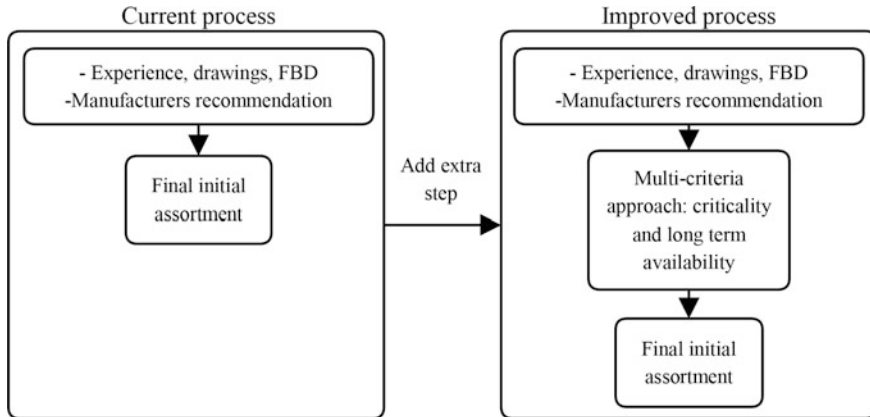 Current process
- Experience, drawings, FBD
-Manufacturers recommendation
Final initial
assortment
Add extra
step
Improved process
- Experience, drawings, FBD
-Manufacturers recommendation
Multi-criteria
approach: criticality
and long term
availability
Final initial
assortment